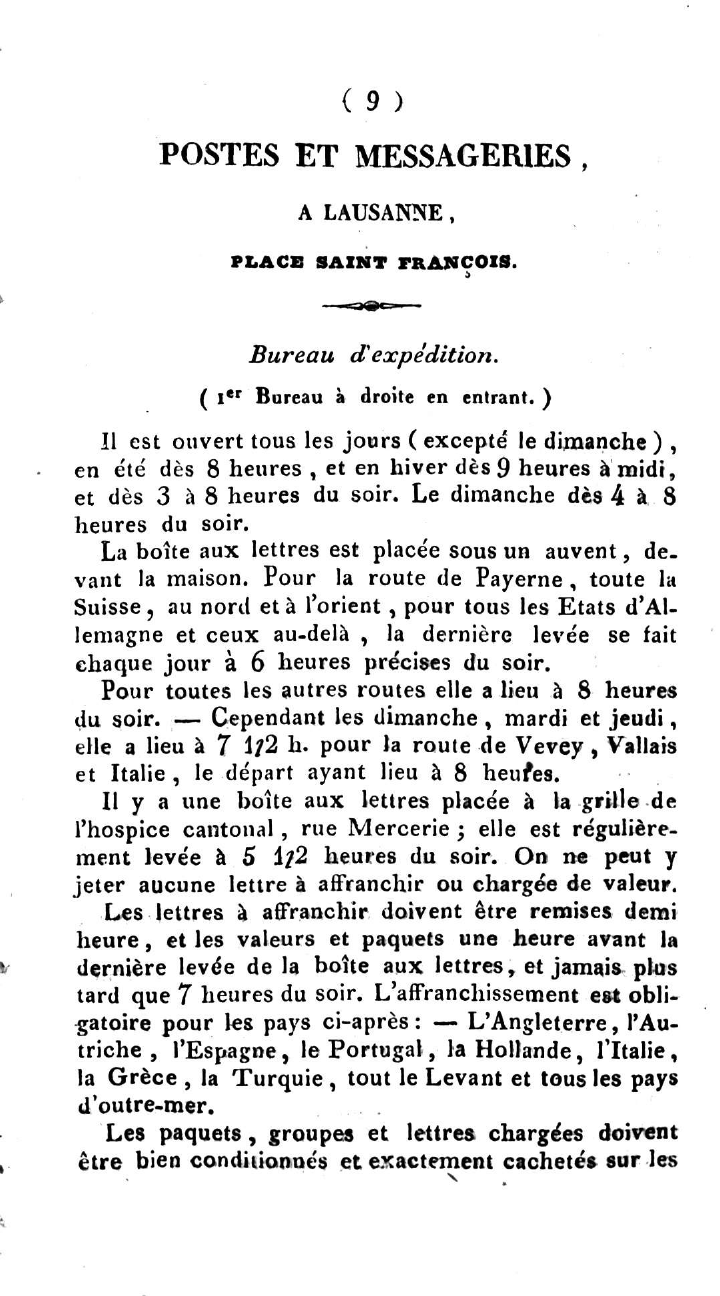 ( 9 )
POSTES ET MESSAGERIES ,
A LAUSANNE ,
PLACE SAINT FRANÇOIS.
Bureau d'expédition.
( 1er Bureau à droite en entrant. )
Il est ouvert tous les jours ( excepté le dimanche ) ,
en été dès 8 heures , et en hiver dès 9 heures à midi,
et dès 3 à 8 heures du soir. Le dimanche dès 4 à 8
heures du soir.
La boîte aux lettres est placée sous un auvent , de-
vant la maison. Pour la route de Payerne , toute la
Suisse , au nord et à l'orient , pour tous les Etats d'Al-
lemagne et ceux au-delà , la dernière levée se fait
chaque jour à 6 heures précises du soir.
Pour toutes les autres routes elle a lieu à 8 heures
du soir. — Cependant les dimanche , mardi et jeudi ,
elle a lieu à 7 1/2 h. pour la route de Vevey , Vallais
et Italie , le départ ayant lieu à 8 heures.
Il y a une boîte aux lettres placée à la grille de
l'hospice cantonal , rue Mercerie ; elle est régulière-
ment levée à 5 1/2 heures du soir. On ne peut y
jeter aucune lettre à affranchir ou chargée de valeur.
Les lettres à affranchir doivent être remises demi
heure , et les valeurs et paquets une heure avant la
dernière levée de la boîte aux lettres, et jamais plus
tard que 7 heures du soir. L'affranchissement est obli-
gatoire pour les pays ci-après : — L'Angleterre , l'Au-
triche , l'Espagne , le Portugal , la Hollande , l'Italie ,
la Grèce , la Turquie , tout le Levant et tous les pays
d'outre-mer.
Les paquets , groupes et lettres chargées doivent
être bien conditionnés et exactement cachetés sur les